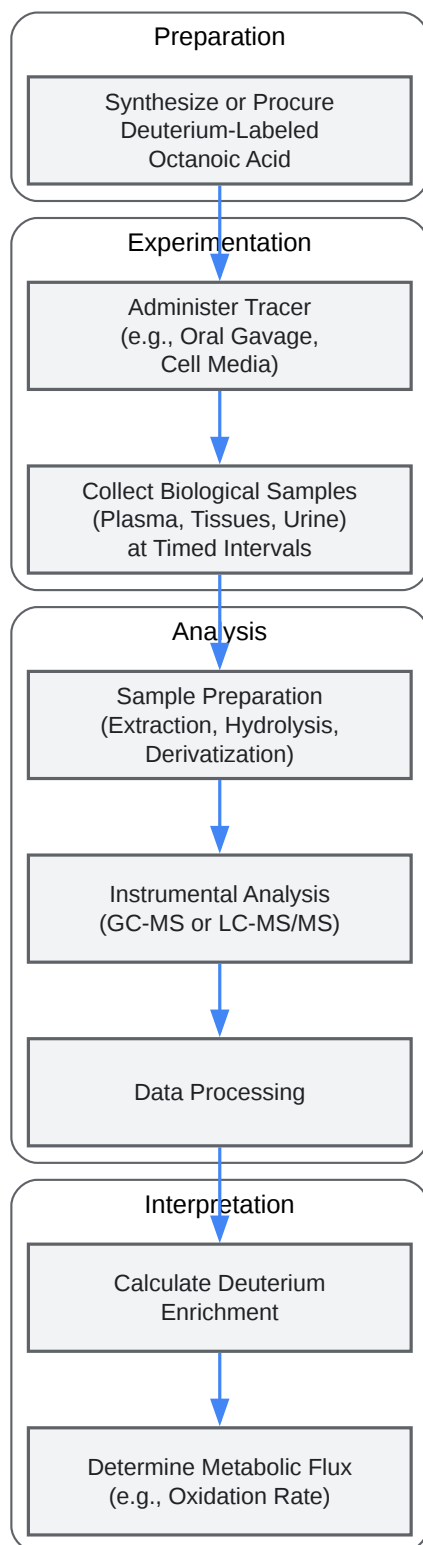 Preparation
Synthesize or Procure
Deuterium-Labeled
Octanoic Acid
Experimentation
Administer Tracer
(e.g., Oral Gavage,
Cell Media)
Collect Biological Samples
(Plasma, Tissues, Urine)
at Timed Intervals
Analysis
Sample Preparation
(Extraction, Hydrolysis,
Derivatization)
Instrumental Analysis
(GC-MS or LC-MS/MS)
Data Processing
Interpretation
Calculate Deuterium
Enrichment
Determine Metabolic Flux
(e.g., Oxidation Rate)